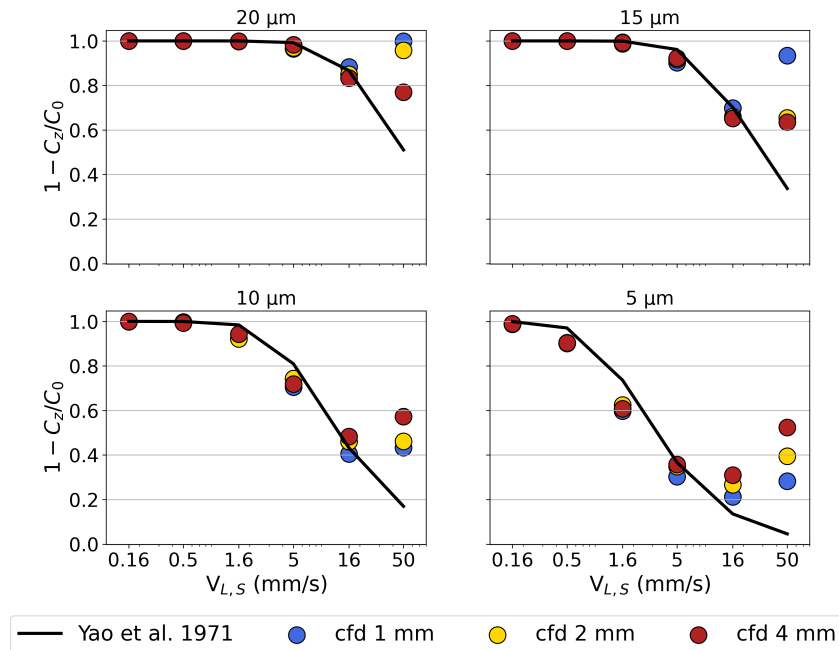 20 μm
15 μm
1 − C_z/C_0
1.0
0.8
0.6
0.4
0.2
0.0
10 μm
5 μm
1 − C_z/C_0
1.0
0.8
0.6
0.4
0.2
0.0
0.16 0.5 1.6 5 16 50
0.16 0.5 1.6 5 16 50
V_{L,S} (mm/s)
V_{L,S} (mm/s)
Yao et al. 1971 cfd 1 mm cfd 2 mm cfd 4 mm